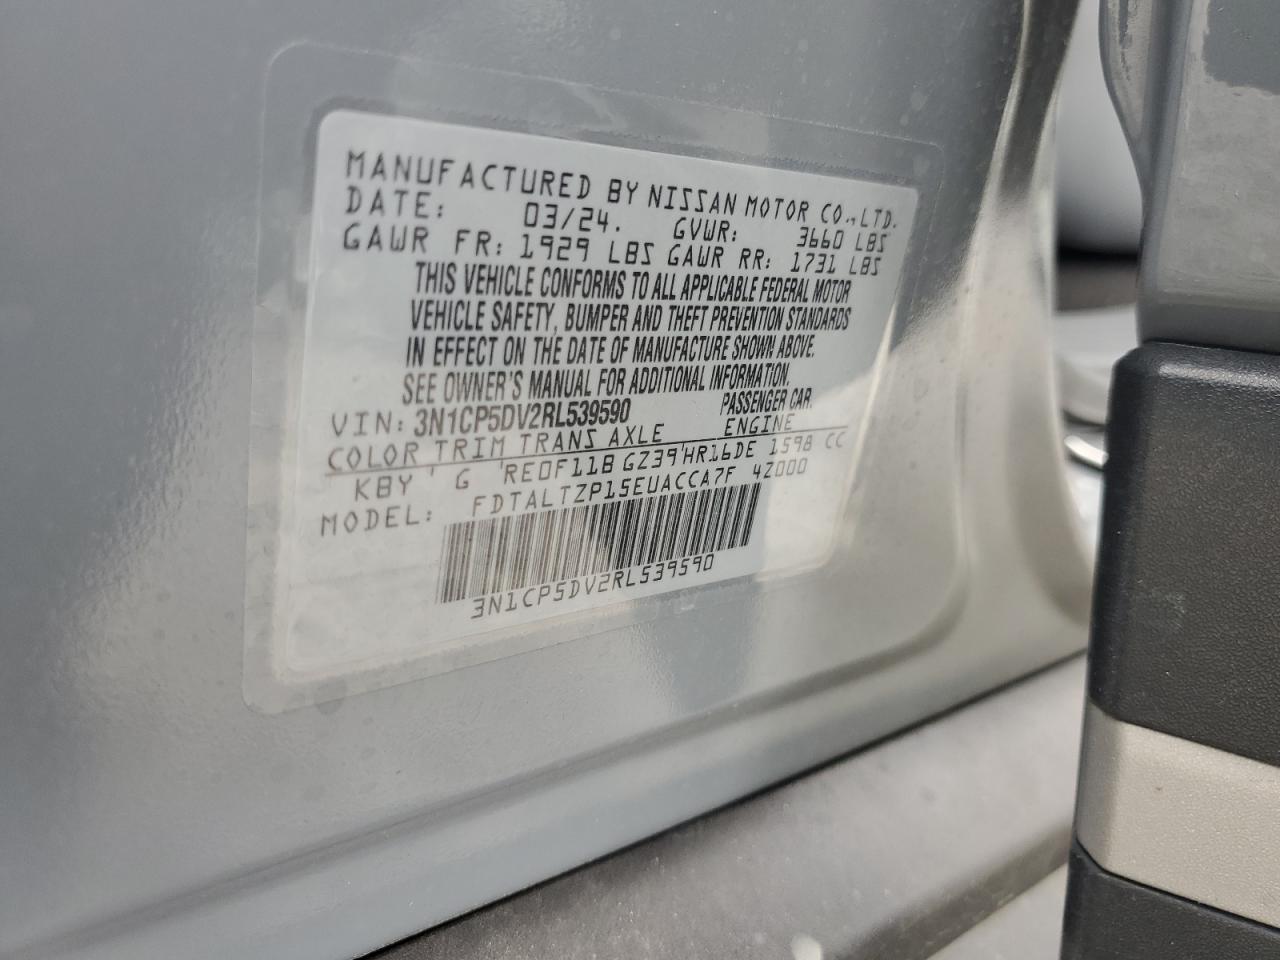 MANUFACTURED BY NISSAN MOTOR CO.,LTD.
DATE: 03/24. GVWR: 3660 LBS
GAWR FR: 1929 LBS GAWR RR: 1731 LBS
THIS VEHICLE CONFORMS TO ALL APPLICABLE FEDERAL MOTOR
VEHICLE SAFETY, BUMPER AND THEFT PREVENTION STANDARDS
IN EFFECT ON THE DATE OF MANUFACTURE SHOWN ABOVE.
SEE OWNER'S MANUAL FOR ADDITIONAL INFORMATION.
VIN: 3N1CP5DV2RL539590 PASSENGER CAR.
COLOR TRIM TRANS AXLE ENGINE
KBY ' G 'RE0F11B GZ39'HR16DE 1598 CC
MODEL: FDTALTZP15EUACCA7F 4Z000
3N1CP5DV2RL539590